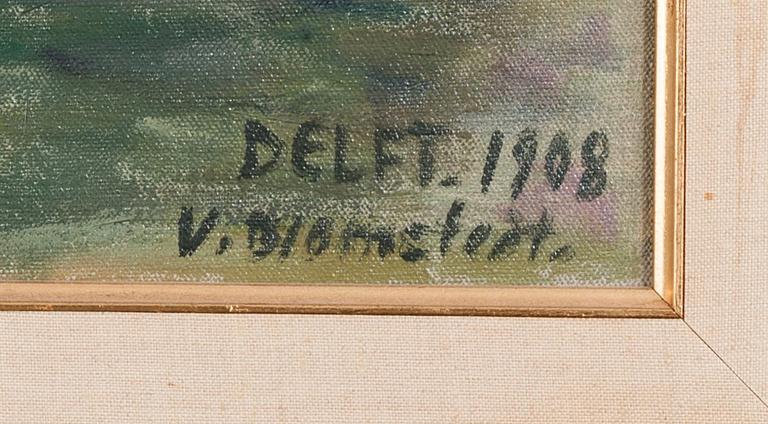 DELFT. 1908
V. Blomstedt.